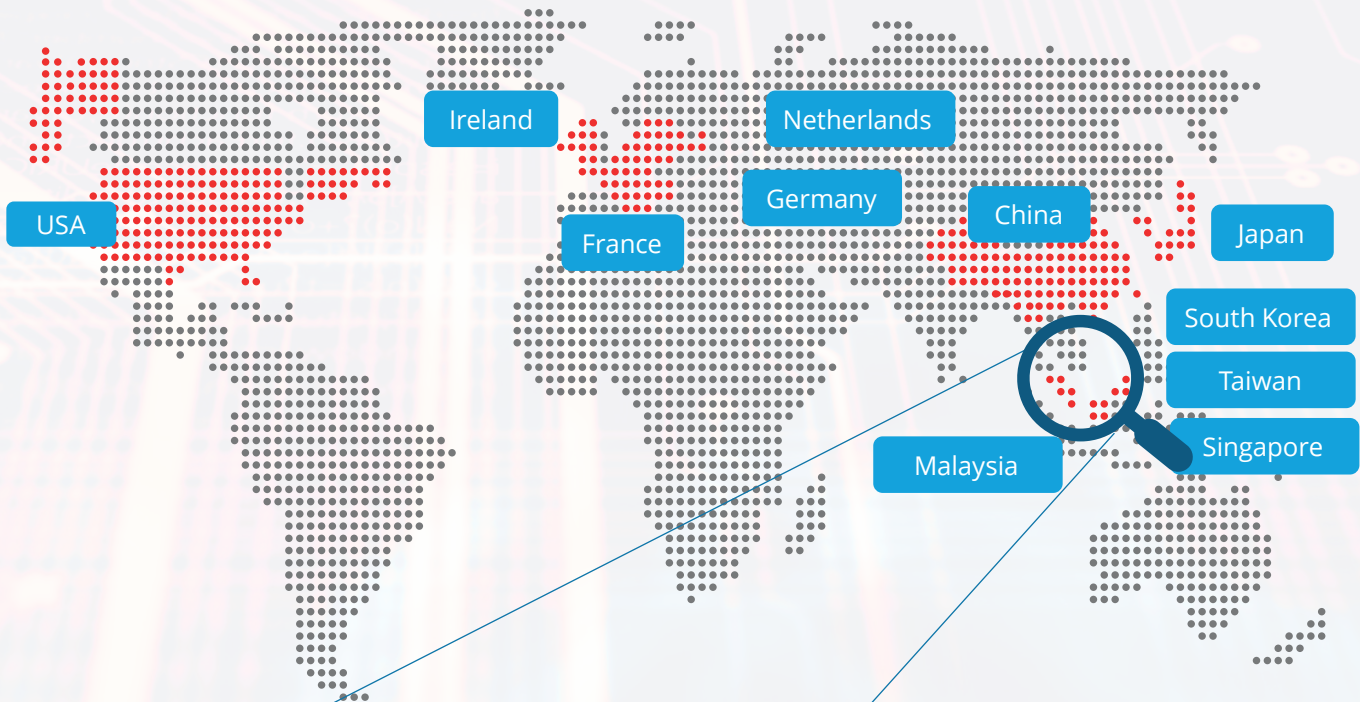 Ireland
Netherlands
Germany
China
USA
France
Japan
South Korea
Taiwan
Singapore
Malaysia